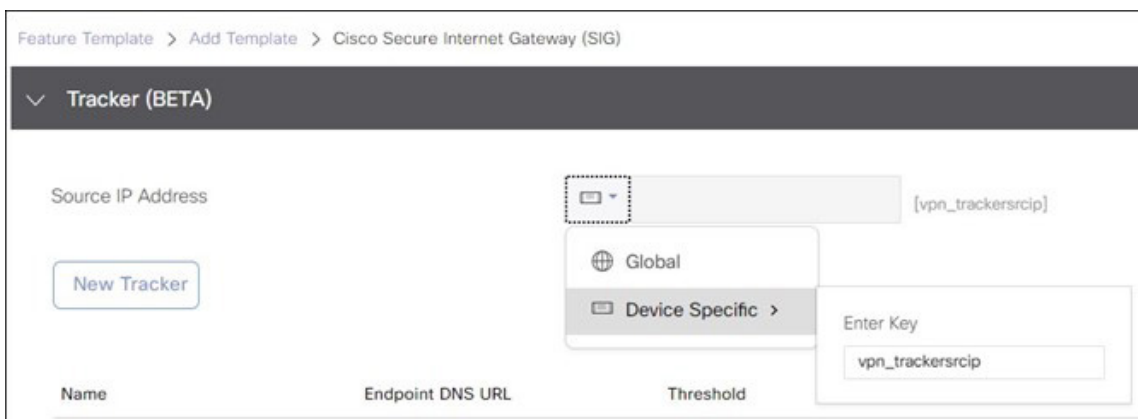 Feature Template > Add Template > Cisco Secure Internet Gateway (SIG)
Tracker (BETA)
Source IP Address
[vpn_trackersrcip]
Global
New Tracker
Device Specific >
Enter Key
vpn_trackersrcip
Name Endpoint DNS URL Threshold